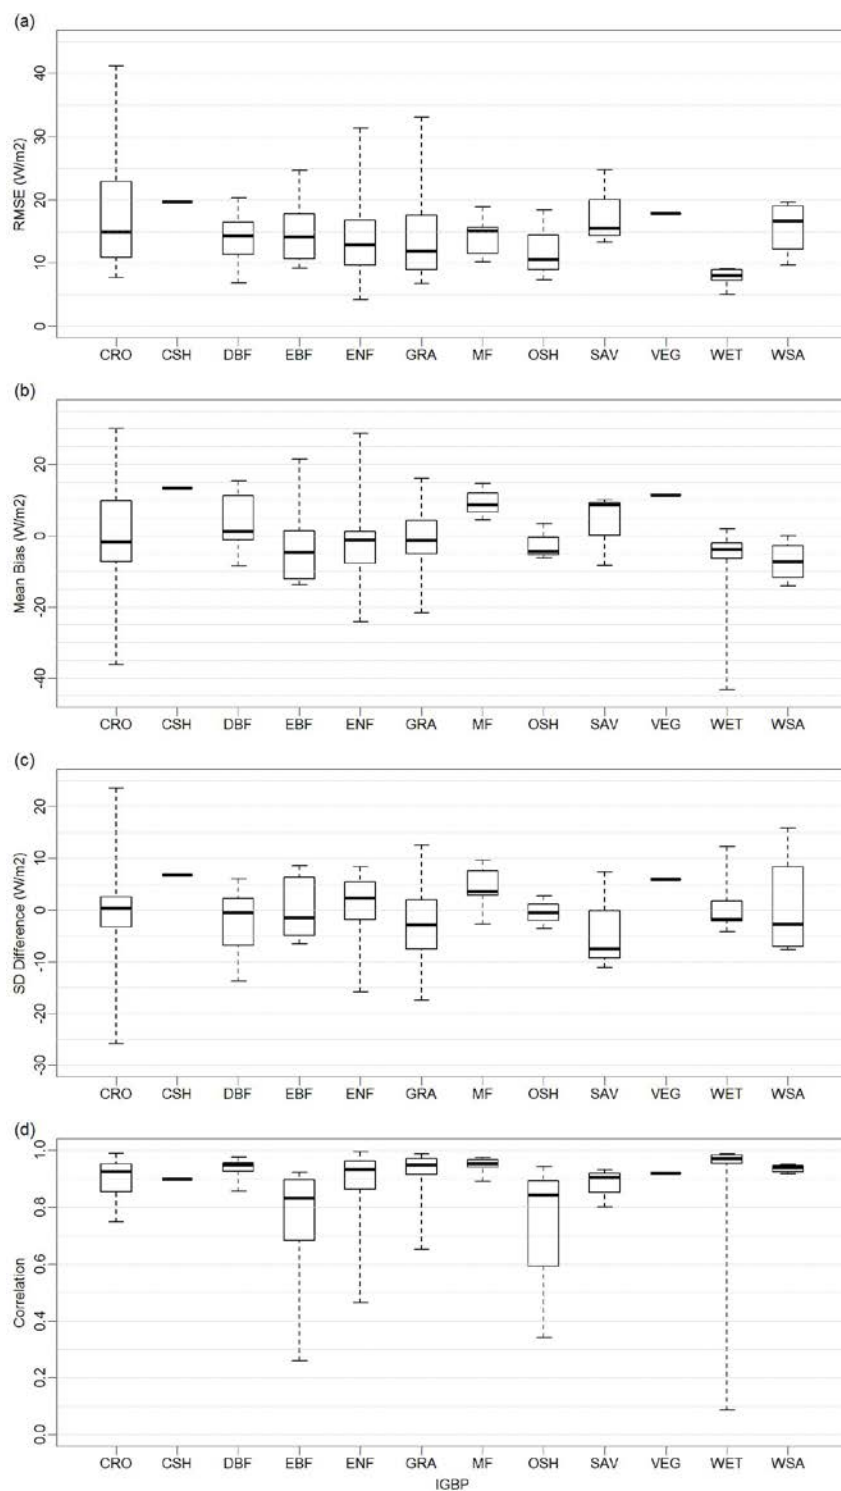 (a)
RMSE (W/m2)
40
30
20
10
0
CRO CSH DBF EBF ENF GRA MF OSH SAV VEG WET WSA
(b)
Mean Bias (W/m2)
20
0
-20
-40
CRO CSH DBF EBF ENF GRA MF OSH SAV VEG WET WSA
(c)
SD Difference (W/m2)
20
10
0
-10
-20
-30
CRO CSH DBF EBF ENF GRA MF OSH SAV VEG WET WSA
(d)
Correlation
1.0
0.8
0.6
0.4
0.2
0.0
CRO CSH DBF EBF ENF GRA MF OSH SAV VEG WET WSA
IGBP